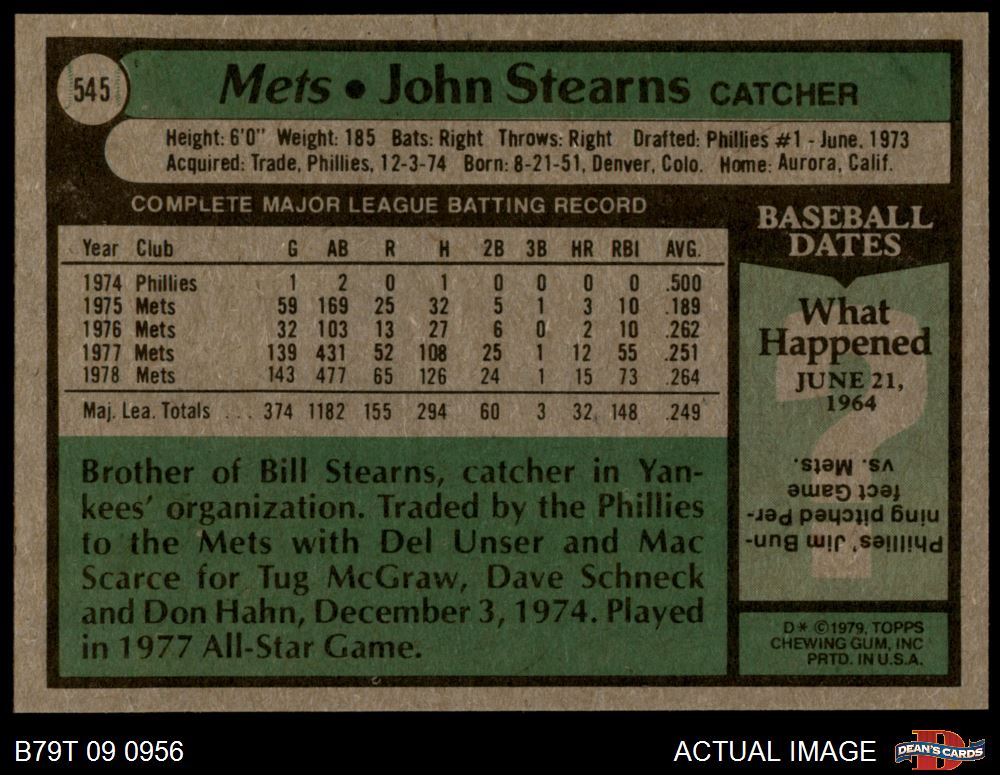 545
Mets • John Stearns CATCHER
Height: 6'0" Weight: 185 Bats: Right Throws: Right Drafted: Phillies #1 - June, 1973
Acquired: Trade, Phillies, 12-3-74 Born: 8-21-51, Denver, Colo. Home: Aurora, Calif.
COMPLETE MAJOR LEAGUE BATTING RECORD
Year Club G AB R H 2B 3B HR RBI AVG.
1974 Phillies 1 2 0 1 0 0 0 0 .500
1975 Mets 59 169 25 32 5 1 3 10 .189
1976 Mets 32 103 13 27 6 0 2 10 .262
1977 Mets 139 431 52 108 25 1 12 55 .251
1978 Mets 143 477 65 126 24 1 15 73 .264
Maj. Lea. Totals ... 374 1182 155 294 60 3 32 148 .249
Brother of Bill Stearns, catcher in Yan-
kees' organization. Traded by the Phillies
to the Mets with Del Unser and Mac
Scarce for Tug McGraw, Dave Schneck
and Don Hahn, December 3, 1974. Played
in 1977 All-Star Game.
BASEBALL
DATES
What
Happened
JUNE 21,
1964
?
Phillies' Jim Bun-
ning pitched Per-
fect Game
vs. Mets.
D* ©1979, TOPPS
CHEWING GUM, INC
PRTD. IN U.S.A.
B79T 09 0956
ACTUAL IMAGE
D
DEAN'S CARDS